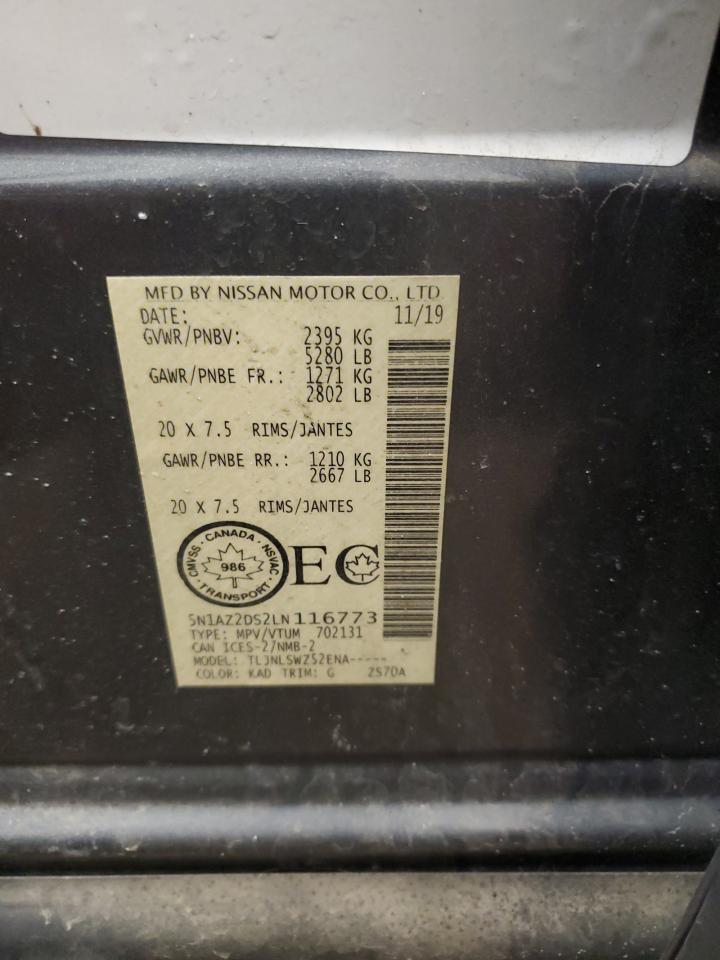 MFD BY NISSAN MOTOR CO., LTD
DATE: 11/19
GVWR/PNBV: 2395 KG
5280 LB
GAWR/PNBE FR.: 1271 KG
2802 LB
20 X 7.5 RIMS/JANTES
GAWR/PNBE RR.: 1210 KG
2667 LB
20 X 7.5 RIMS/JANTES
CMVSS · CANADA · NSVAC · TRANSPORT ·
986
EC
5N1AZ2DS2LN116773
TYPE: MPV/VTUM 702131
CAN ICES-2/NMB-2
MODEL: TLJNLSWZ52ENA-----
COLOR: KAD TRIM: G ZS70A